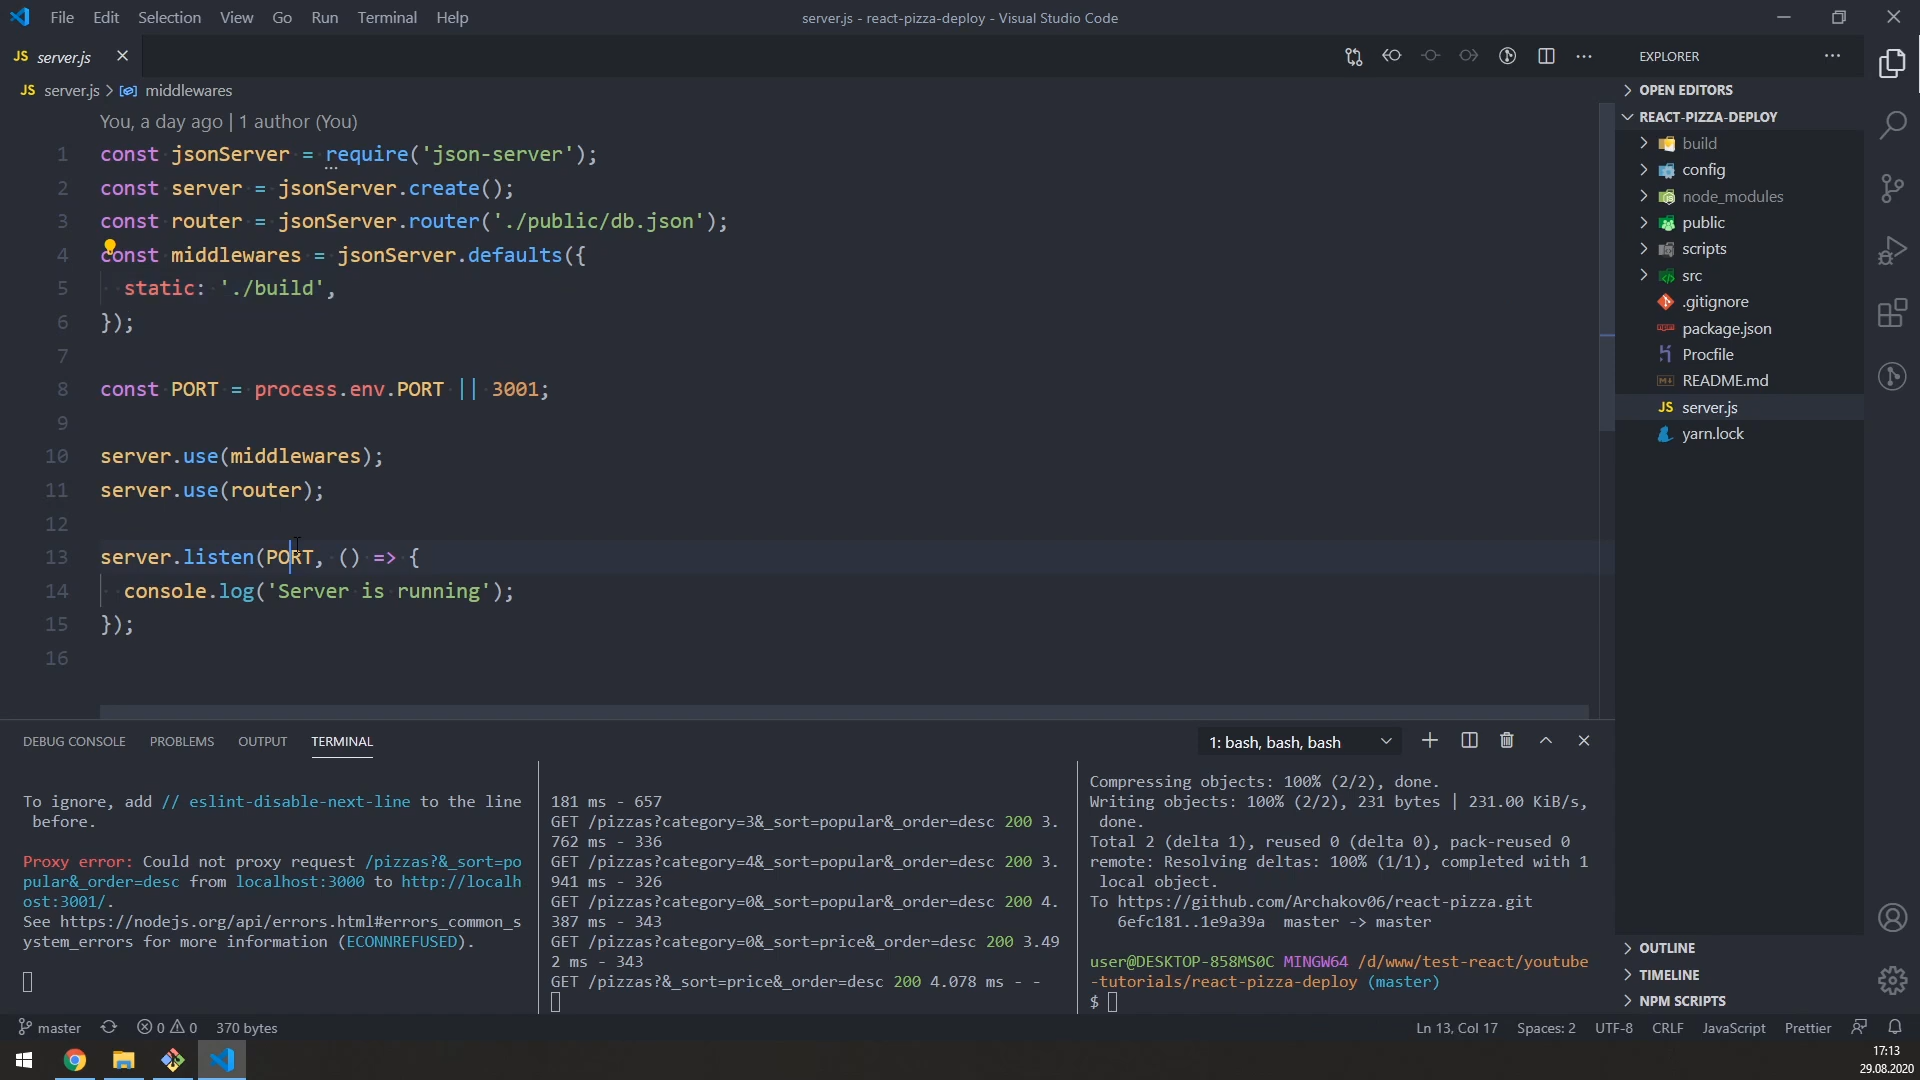 File Edit Selection View Go Run Terminal Help
server.js - react-pizza-deploy - Visual Studio Code
JS server.js
JS server.js > middlewares
You, a day ago | 1 author (You)
1 const jsonServer = require('json-server');
2 const server = jsonServer.create();
3 const router = jsonServer.router('./public/db.json');
4 const middlewares = jsonServer.defaults({
5 static: './build',
6 });
7
8 const PORT = process.env.PORT || 3001;
9
10 server.use(middlewares);
11 server.use(router);
12
13 server.listen(PORT, () => {
14 console.log('Server is running');
15 });
16
EXPLORER
OPEN EDITORS
REACT-PIZZA-DEPLOY
build
config
node_modules
public
scripts
src
.gitignore
package.json
Procfile
README.md
JS server.js
yarn.lock
OUTLINE
TIMELINE
NPM SCRIPTS
DEBUG CONSOLE PROBLEMS OUTPUT TERMINAL
1: bash, bash, bash
To ignore, add // eslint-disable-next-line to the line
before.
Proxy error: Could not proxy request /pizzas?&_sort=po
pular&_order=desc from localhost:3000 to http://localh
ost:3001/.
See https://nodejs.org/api/errors.html#errors_common_s
ystem_errors for more information (ECONNREFUSED).
181 ms - 657
GET /pizzas?category=3&_sort=popular&_order=desc 200 3.
762 ms - 336
GET /pizzas?category=4&_sort=popular&_order=desc 200 3.
941 ms - 326
GET /pizzas?category=0&_sort=popular&_order=desc 200 4.
387 ms - 343
GET /pizzas?category=0&_sort=price&_order=desc 200 3.49
2 ms - 343
GET /pizzas?&_sort=price&_order=desc 200 4.078 ms - -
Compressing objects: 100% (2/2), done.
Writing objects: 100% (2/2), 231 bytes | 231.00 KiB/s,
done.
Total 2 (delta 1), reused 0 (delta 0), pack-reused 0
remote: Resolving deltas: 100% (1/1), completed with 1
local object.
To https://github.com/Archakov06/react-pizza.git
6efc181..1e9a39a master -> master
user@DESKTOP-858MS0C MINGW64 /d/www/test-react/youtube
-tutorials/react-pizza-deploy (master)
$
master 0 0 370 bytes
Ln 13, Col 17 Spaces: 2 UTF-8 CRLF JavaScript Prettier
17:13
29.08.2020